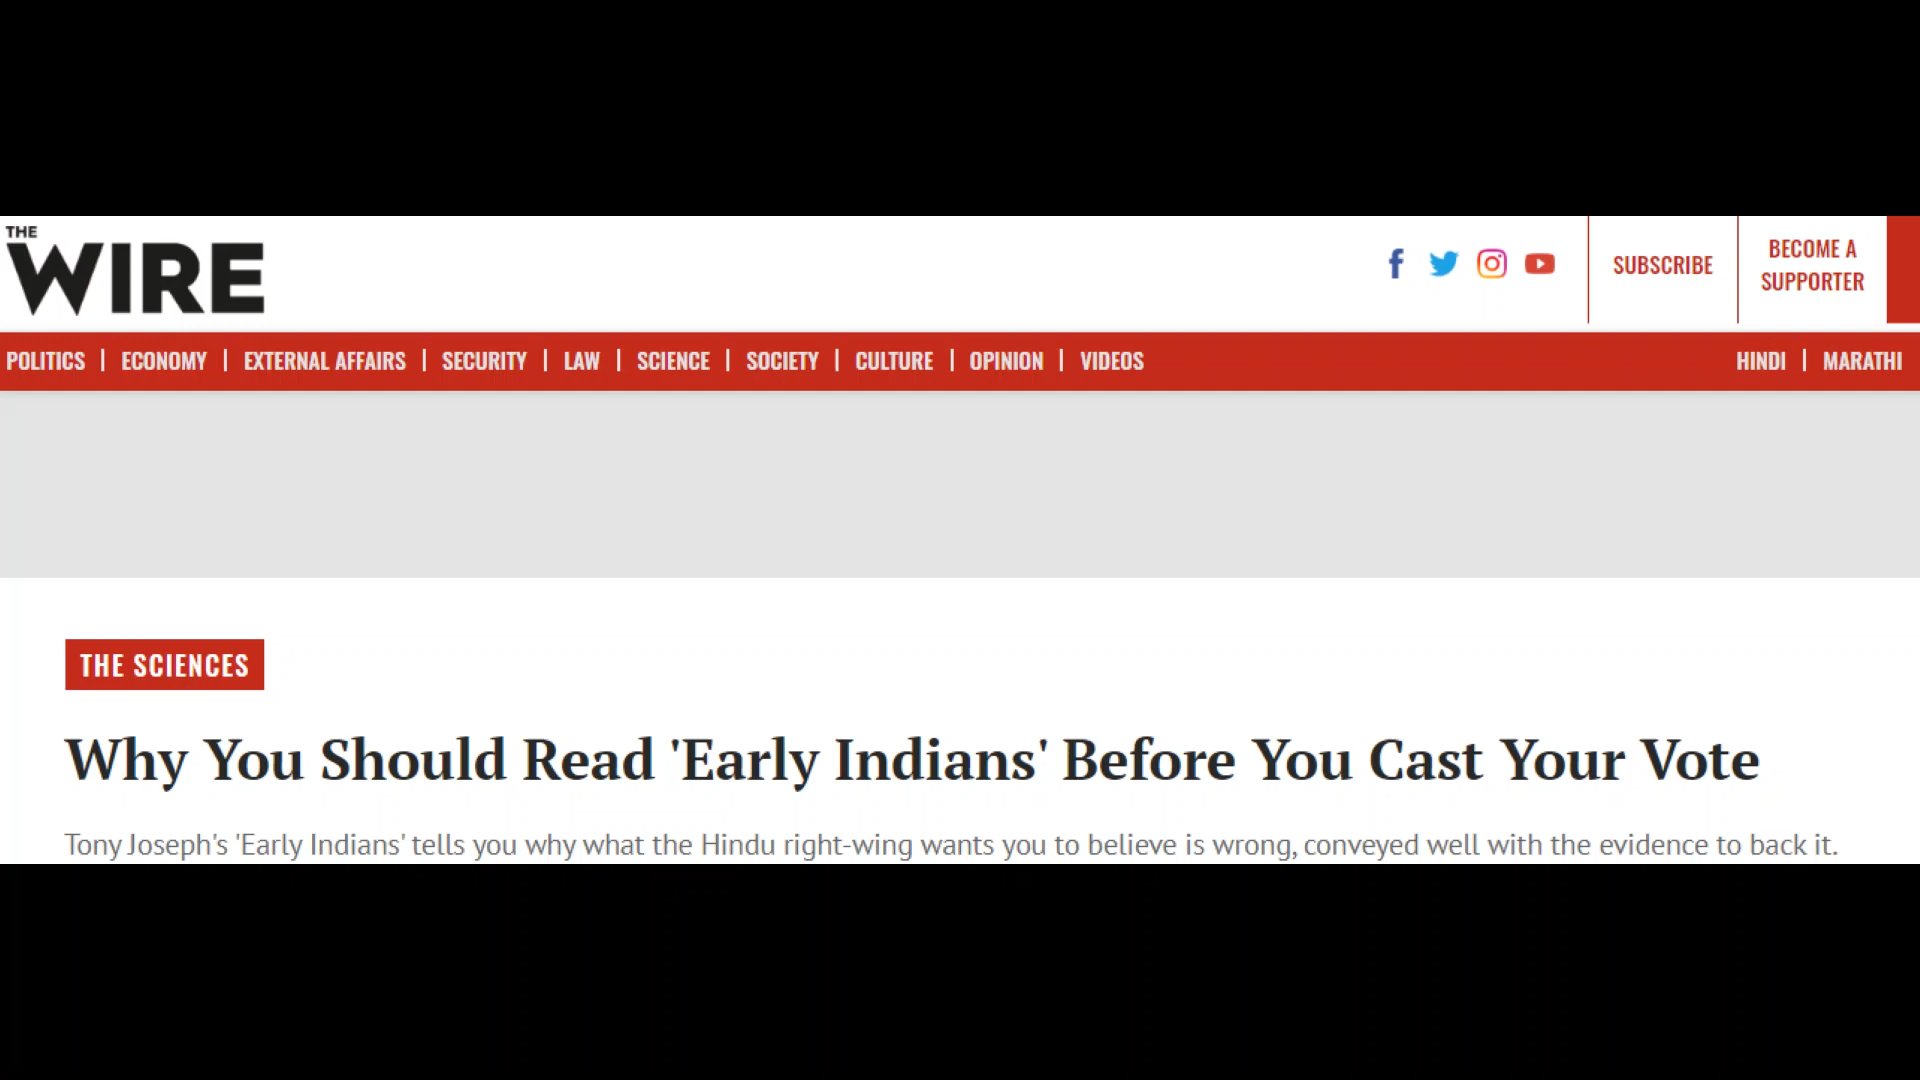 THE
WIRE
SUBSCRIBE
BECOME A
SUPPORTER
POLITICS | ECONOMY | EXTERNAL AFFAIRS | SECURITY | LAW | SCIENCE | SOCIETY | CULTURE | OPINION | VIDEOS
HINDI | MARATHI
THE SCIENCES
Why You Should Read 'Early Indians' Before You Cast Your Vote
Tony Joseph's 'Early Indians' tells you why what the Hindu right-wing wants you to believe is wrong, conveyed well with the evidence to back it.